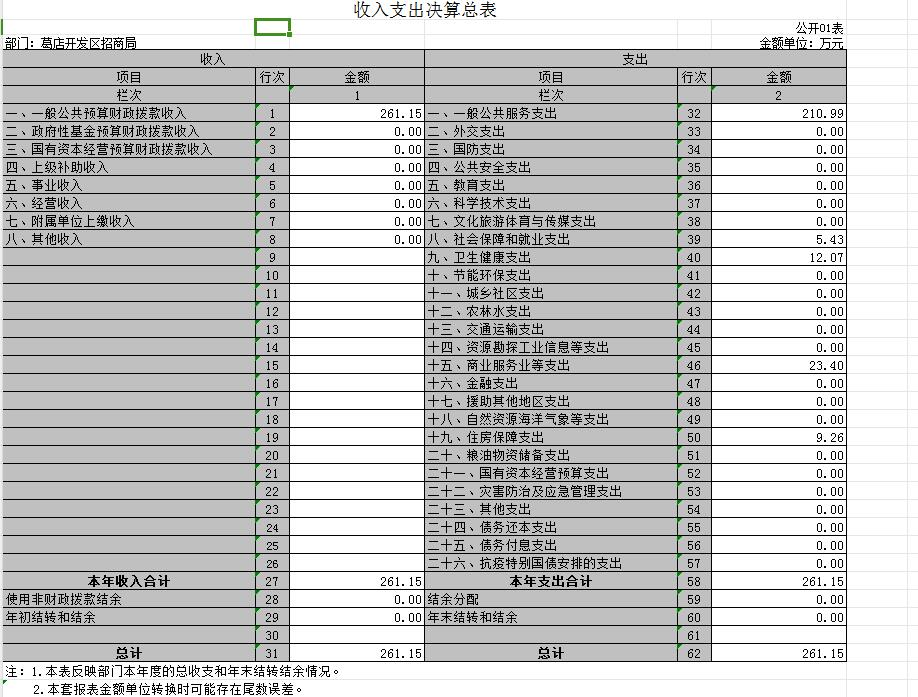 收入支出决算总表
公开01表
部门：葛店开发区招商局 金额单位：万元
收入 支出
项目 行次 金额 项目 行次 金额
栏次 1 栏次 2
一、一般公共预算财政拨款收入 1 261.15 一、一般公共服务支出 32 210.99
二、政府性基金预算财政拨款收入 2 0.00 二、外交支出 33 0.00
三、国有资本经营预算财政拨款收入 3 0.00 三、国防支出 34 0.00
四、上级补助收入 4 0.00 四、公共安全支出 35 0.00
五、事业收入 5 0.00 五、教育支出 36 0.00
六、经营收入 6 0.00 六、科学技术支出 37 0.00
七、附属单位上缴收入 7 0.00 七、文化旅游体育与传媒支出 38 0.00
八、其他收入 8 0.00 八、社会保障和就业支出 39 5.43
9 九、卫生健康支出 40 12.07
10 十、节能环保支出 41 0.00
11 十一、城乡社区支出 42 0.00
12 十二、农林水支出 43 0.00
13 十三、交通运输支出 44 0.00
14 十四、资源勘探工业信息等支出 45 0.00
15 十五、商业服务业等支出 46 23.40
16 十六、金融支出 47 0.00
17 十七、援助其他地区支出 48 0.00
18 十八、自然资源海洋气象等支出 49 0.00
19 十九、住房保障支出 50 9.26
20 二十、粮油物资储备支出 51 0.00
21 二十一、国有资本经营预算支出 52 0.00
22 二十二、灾害防治及应急管理支出 53 0.00
23 二十三、其他支出 54 0.00
24 二十四、债务还本支出 55 0.00
25 二十五、债务付息支出 56 0.00
26 二十六、抗疫特别国债安排的支出 57 0.00
本年收入合计 27 261.15 本年支出合计 58 261.15
使用非财政拨款结余 28 0.00 结余分配 59 0.00
年初结转和结余 29 0.00 年末结转和结余 60 0.00
30 61
总计 31 261.15 总计 62 261.15
注：1.本表反映部门本年度的总收支和年末结转结余情况。
2.本套报表金额单位转换时可能存在尾数误差。